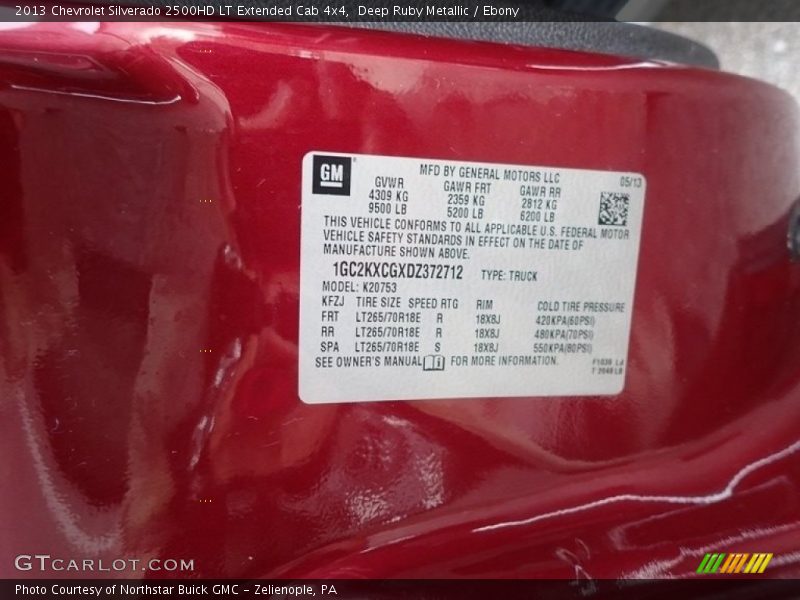 2013 Chevrolet Silverado 2500HD LT Extended Cab 4x4, Deep Ruby Metallic / Ebony
GM
MFD BY GENERAL MOTORS LLC 05/13
GVWR GAWR FRT GAWR RR
4309 KG 2359 KG 2812 KG
9500 LB 5200 LB 6200 LB
THIS VEHICLE CONFORMS TO ALL APPLICABLE U.S. FEDERAL MOTOR
VEHICLE SAFETY STANDARDS IN EFFECT ON THE DATE OF
MANUFACTURE SHOWN ABOVE.
1GC2KXCGXDZ372712 TYPE: TRUCK
MODEL: K20753
KFZJ TIRE SIZE SPEED RTG RIM COLD TIRE PRESSURE
FRT LT265/70R18E R 18X8J 420KPA(60PSI)
RR LT265/70R18E R 18X8J 480KPA(70PSI)
SPA LT265/70R18E S 18X8J 550KPA(80PSI)
SEE OWNER'S MANUAL FOR MORE INFORMATION.
GTCARLOT.COM
Photo Courtesy of Northstar Buick GMC - Zelienople, PA